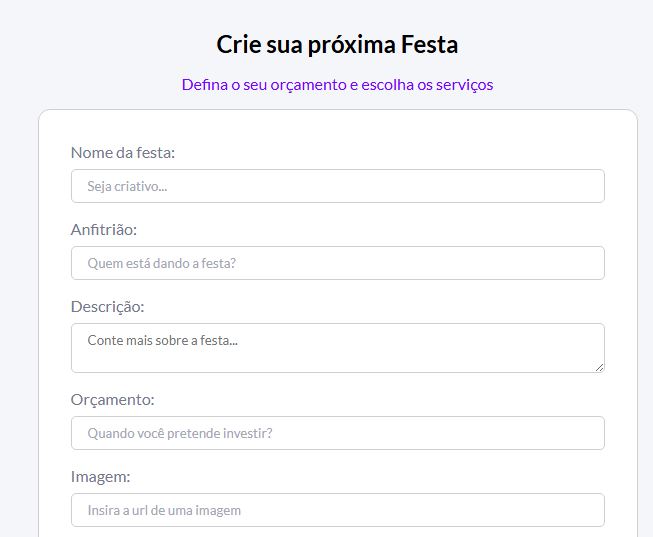 Crie sua próxima Festa
Defina o seu orçamento e escolha os serviços
Nome da festa:
Seja criativo...
Anfitrião:
Quem está dando a festa?
Descrição:
Conte mais sobre a festa...
Orçamento:
Quando você pretende investir?
Imagem:
Insira a url de uma imagem